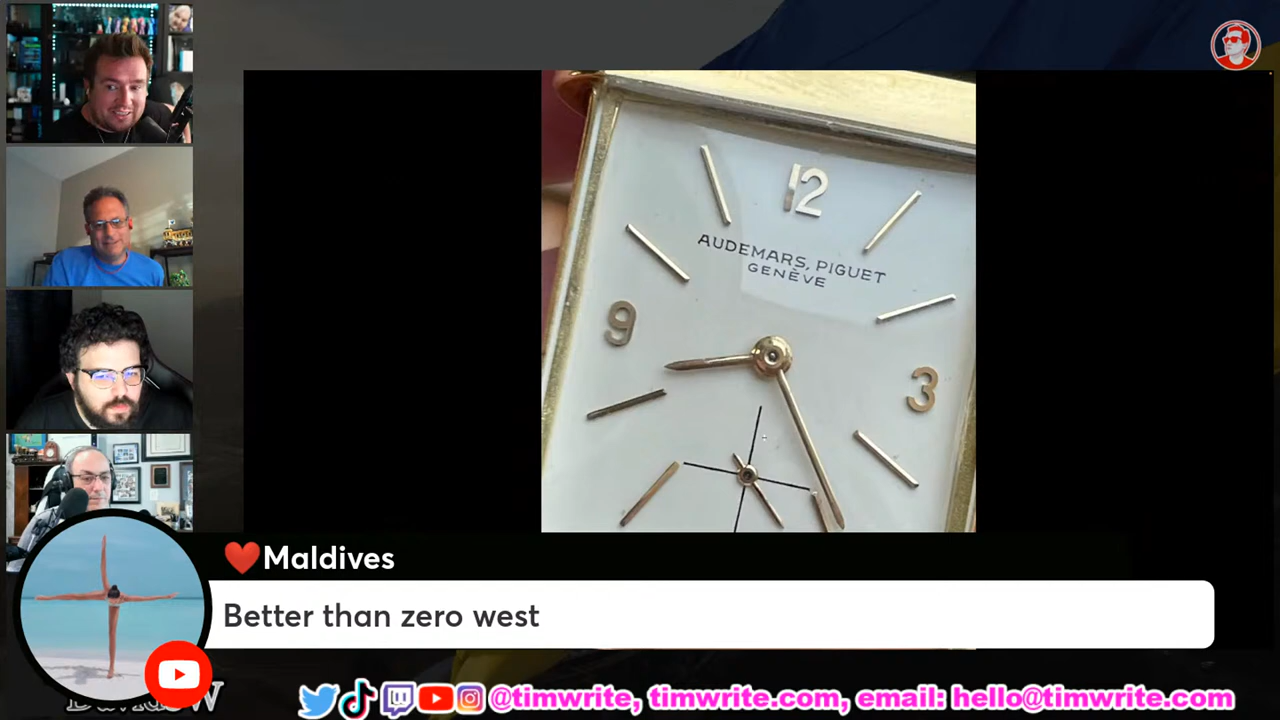 12
AUDEMARS, PIGUET
GENÈVE
9
3
❤️Maldives
Better than zero west
@timwrite, timwrite.com, email: hello@timwrite.com